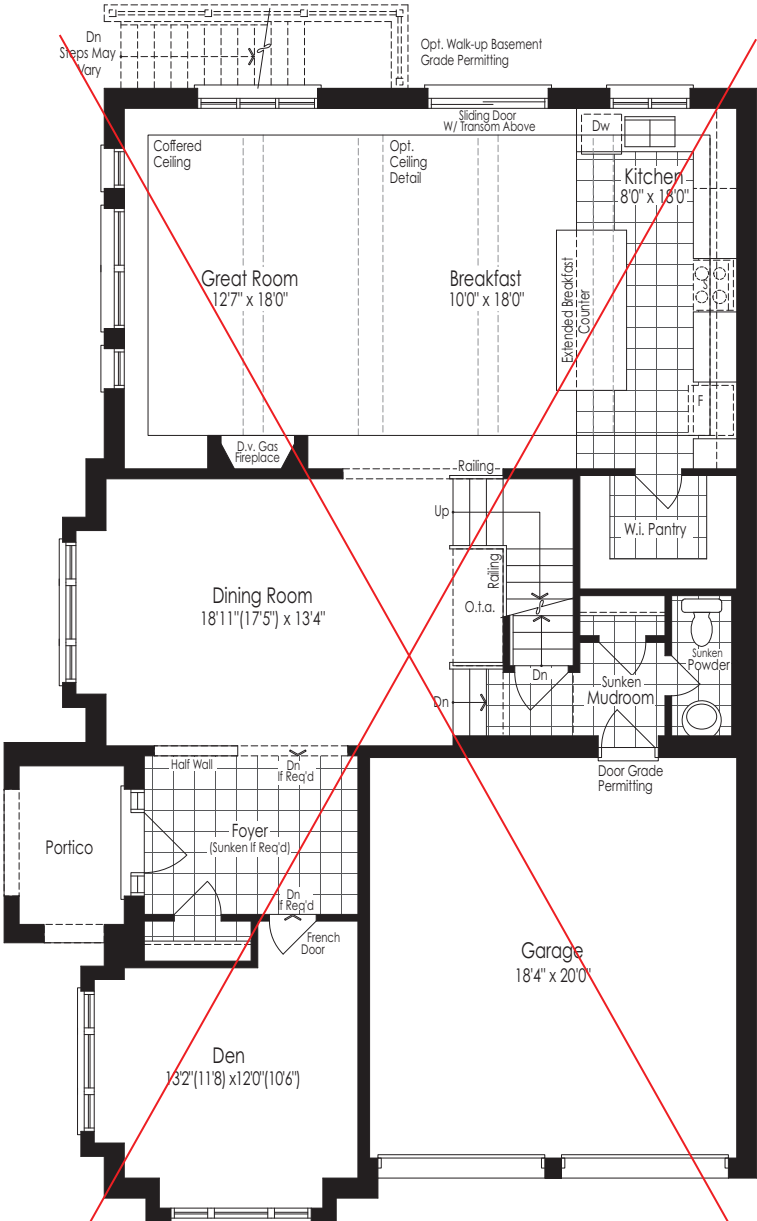 Dn
Steps May
Vary
Opt. Walk-up Basement
Grade Permitting
Sliding Door
W/ Transom Above
Coffered
Ceiling
Opt.
Ceiling
Detail
Dw
Kitchen
8'0" x 18'0"
Great Room
12'7" x 18'0"
Breakfast
10'0" x 18'0"
Extended Breakfast
Counter
F
D.v. Gas
Fireplace
Railing
Up
W.i. Pantry
Railing
O.t.a.
Dining Room
18'11"(17'5") x 13'4"
Sunken
Powder
Dn
Sunken
Mudroom
Dn
Half Wall
Dn
If Req'd
Door Grade
Permitting
Foyer
(Sunken If Req'd)
Portico
Dn
If Req'd
French
Door
Garage
18'4" x 20'0"
Den
13'2"(11'8) x12'0"(10'6")